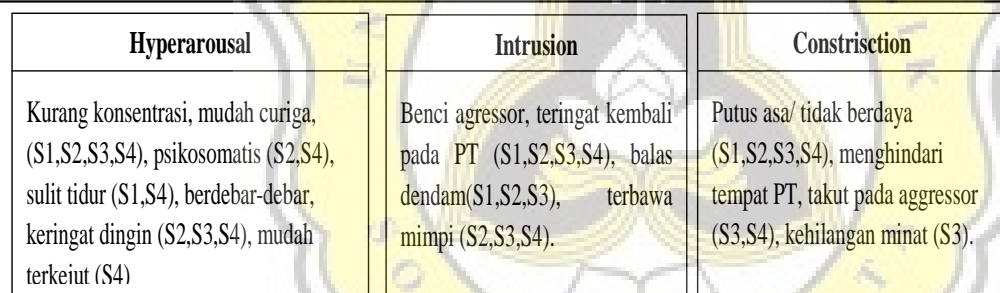 Hyperarousal
Kurang konsentrasi, mudah curiga,
(S1,S2,S3,S4), psikosomatis (S2,S4),
sulit tidur (S1,S4), berdebar-debar,
keringat dingin (S2,S3,S4), mudah
terkejut (S4)
Intrusion
Benci agressor, teringat kembali
pada PT (S1,S2,S3,S4), balas
dendam(S1,S2,S3), terbawa
mimpi (S2,S3,S4).
Constrisction
Putus asa/ tidak berdaya
(S1,S2,S3,S4), menghindari
tempat PT, takut pada aggressor
(S3,S4), kehilangan minat (S3).